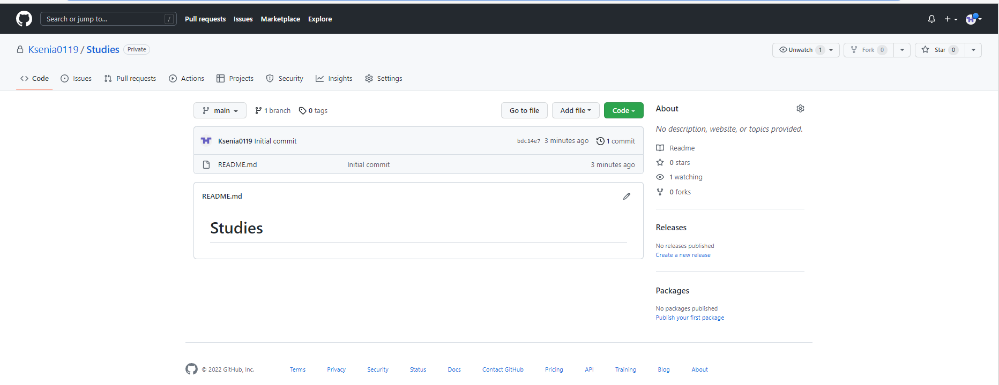 Search or jump to... / Pull requests Issues Marketplace Explore
Ksenia0119 / Studies Private Unwatch 1 Fork 0 Star 0
Code Issues Pull requests Actions Projects Security Insights Settings
main 1 branch 0 tags Go to file Add file Code
Ksenia0119 Initial commit bdc14e7 3 minutes ago 1 commit
README.md Initial commit 3 minutes ago
README.md
Studies
About
No description, website, or topics provided.
Readme
0 stars
1 watching
0 forks
Releases
No releases published
Create a new release
Packages
No packages published
Publish your first package
© 2022 GitHub, Inc. Terms Privacy Security Status Docs Contact GitHub Pricing API Training Blog About